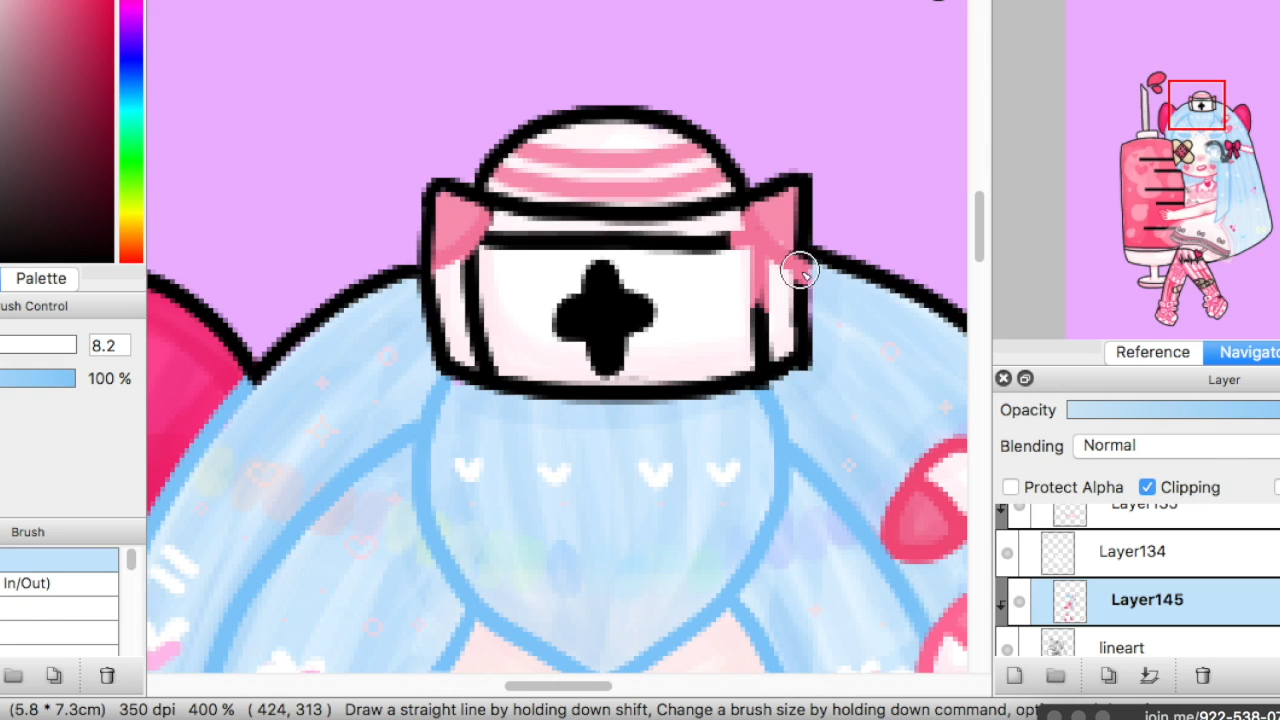 Palette
ush Control
8.2
100 %
Brush
In/Out)
Reference
Navigato
Layer
Opacity
Blending
Normal
Protect Alpha
Clipping
Layer134
Layer145
lineart
(5.8 * 7.3cm) 350 dpi 400 % ( 424, 313 ) Draw a straight line by holding down shift, Change a brush size by holding down command, op
join.me/922-538-0